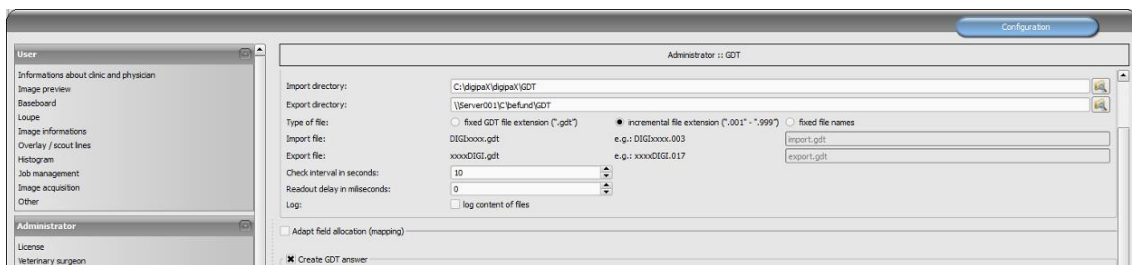 Configuration
User
Informations about clinic and physician
Image preview
Baseboard
Loupe
Image informations
Overlay / scout lines
Histogram
Job management
Image acquisition
Other
Administrator
License
Veterinary surgeon
Administrator :: GDT
Import directory: C:\digipaX\digipaX\GDT
Export directory: \\Server001\C\befund\GDT
Type of file: fixed GDT file extension (".gdt") incremental file extension (".001" - ".999") fixed file names
Import file: DIGIxxxx.gdt e.g.: DIGIxxxx.003 import.gdt
Export file: xxxxDIGI.gdt e.g.: xxxxDIGI.017 export.gdt
Check interval in seconds: 10
Readout delay in miliseconds: 0
Log: log content of files
Adapt field allocation (mapping)
Create GDT answer